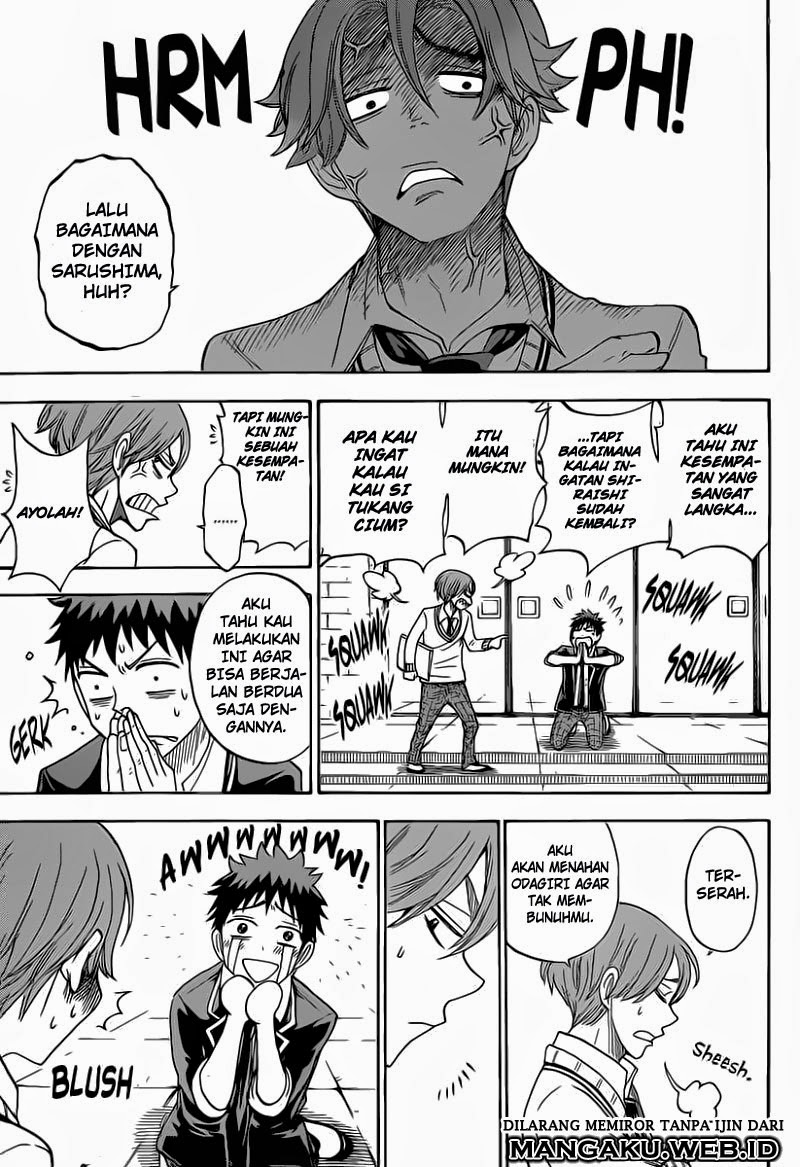 HRM
PH!
LALU
BAGAIMANA
DENGAN
SARUSHIMA,
HUH?
AKU
TAHU INI
KESEMPA-
TAN YANG
SANGAT
LANGKA...
...TAPI
BAGAIMANA
KALAU IN-
GATAN SHI-
RAISHI
SUDAH
KEMBALI?
ITU
MANA
MUNGKIN!
APA KAU
INGAT
KALAU
KAU SI
TUKANG
CIUM?
SQUAWK
SQUAWK
SQUAWK
SQUAWK
TAPI MUNG-
KIN INI
SEBUAH
KESEMPA-
TAN!
.......
AYOLAH!
AKU
TAHU KAU
MELAKUKAN
INI AGAR
BISA BERJA-
LAN BERDUA
SAJA DEN-
GANNYA.
GERK
TER-
SERAH.
AKU
AKAN MENAHAN
ODAGIRI AGAR
TAK MEM-
BUNUHMU.
Sheesh.
AWWWWWWW!
BLUSH
DILARANG MEMIROR TANPA IJIN DARI
MANGAKU.WEB.ID